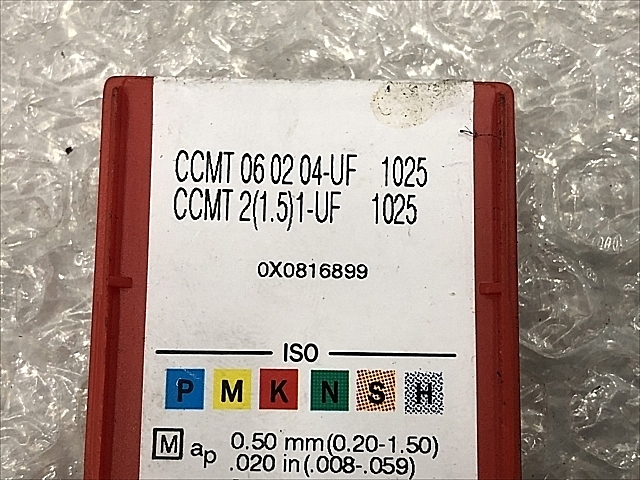 CCMT 06 02 04-UF 1025
CCMT 2(1.5)1-UF 1025
0X0816899
ISO
P M K N S H
M ap 0.50 mm(0.20-1.50)
.020 in(.008-.059)